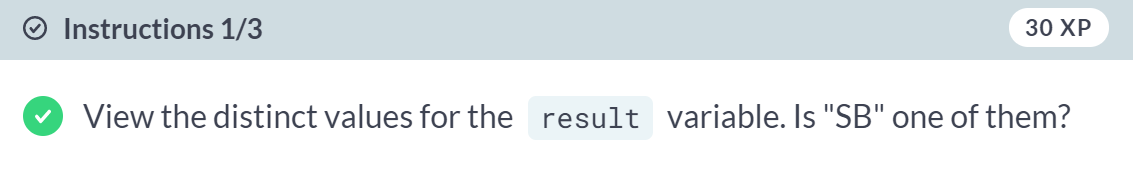 Instructions 1/3 30 XP
View the distinct values for the result variable. Is "SB" one of them?